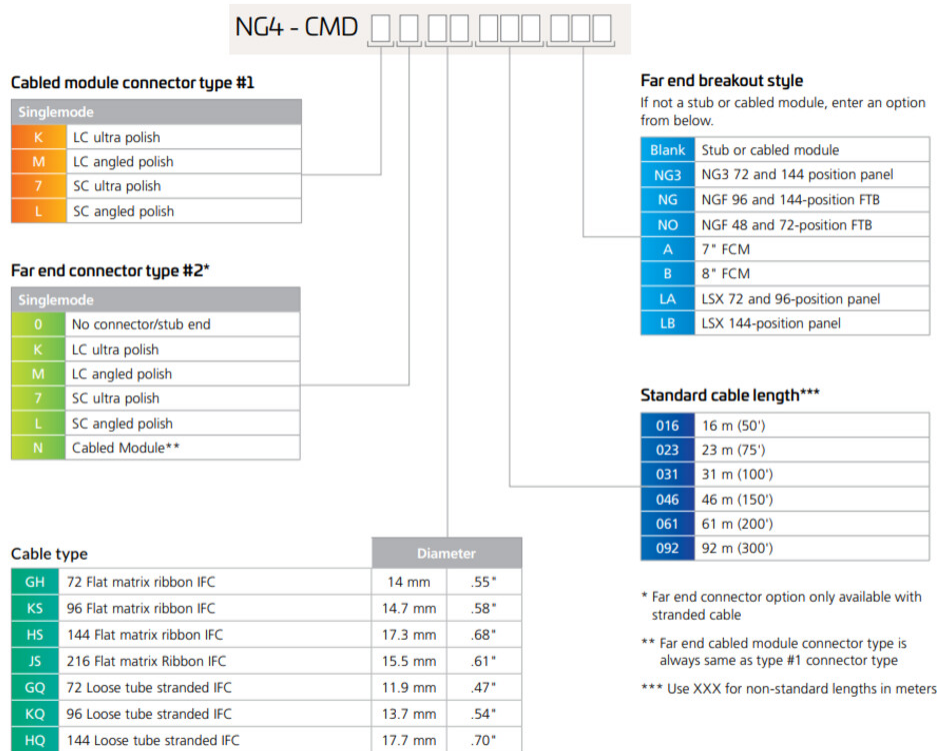 NG4 - CMD
Cabled module connector type #1
Singlemode
K LC ultra polish
M LC angled polish
7 SC ultra polish
L SC angled polish
Far end connector type #2*
Singlemode
0 No connector/stub end
K LC ultra polish
M LC angled polish
7 SC ultra polish
L SC angled polish
N Cabled Module**
Cable type Diameter
GH 72 Flat matrix ribbon IFC 14 mm .55"
KS 96 Flat matrix ribbon IFC 14.7 mm .58"
HS 144 Flat matrix ribbon IFC 17.3 mm .68"
JS 216 Flat matrix Ribbon IFC 15.5 mm .61"
GQ 72 Loose tube stranded IFC 11.9 mm .47"
KQ 96 Loose tube stranded IFC 13.7 mm .54"
HQ 144 Loose tube stranded IFC 17.7 mm .70"
Far end breakout style
If not a stub or cabled module, enter an option
from below.
Blank Stub or cabled module
NG3 NG3 72 and 144 position panel
NG NGF 96 and 144-position FTB
NO NGF 48 and 72-position FTB
A 7" FCM
B 8" FCM
LA LSX 72 and 96-position panel
LB LSX 144-position panel
Standard cable length***
016 16 m (50')
023 23 m (75')
031 31 m (100')
046 46 m (150')
061 61 m (200')
092 92 m (300')
* Far end connector option only available with
stranded cable
** Far end cabled module connector type is
always same as type #1 connector type
*** Use XXX for non-standard lengths in meters